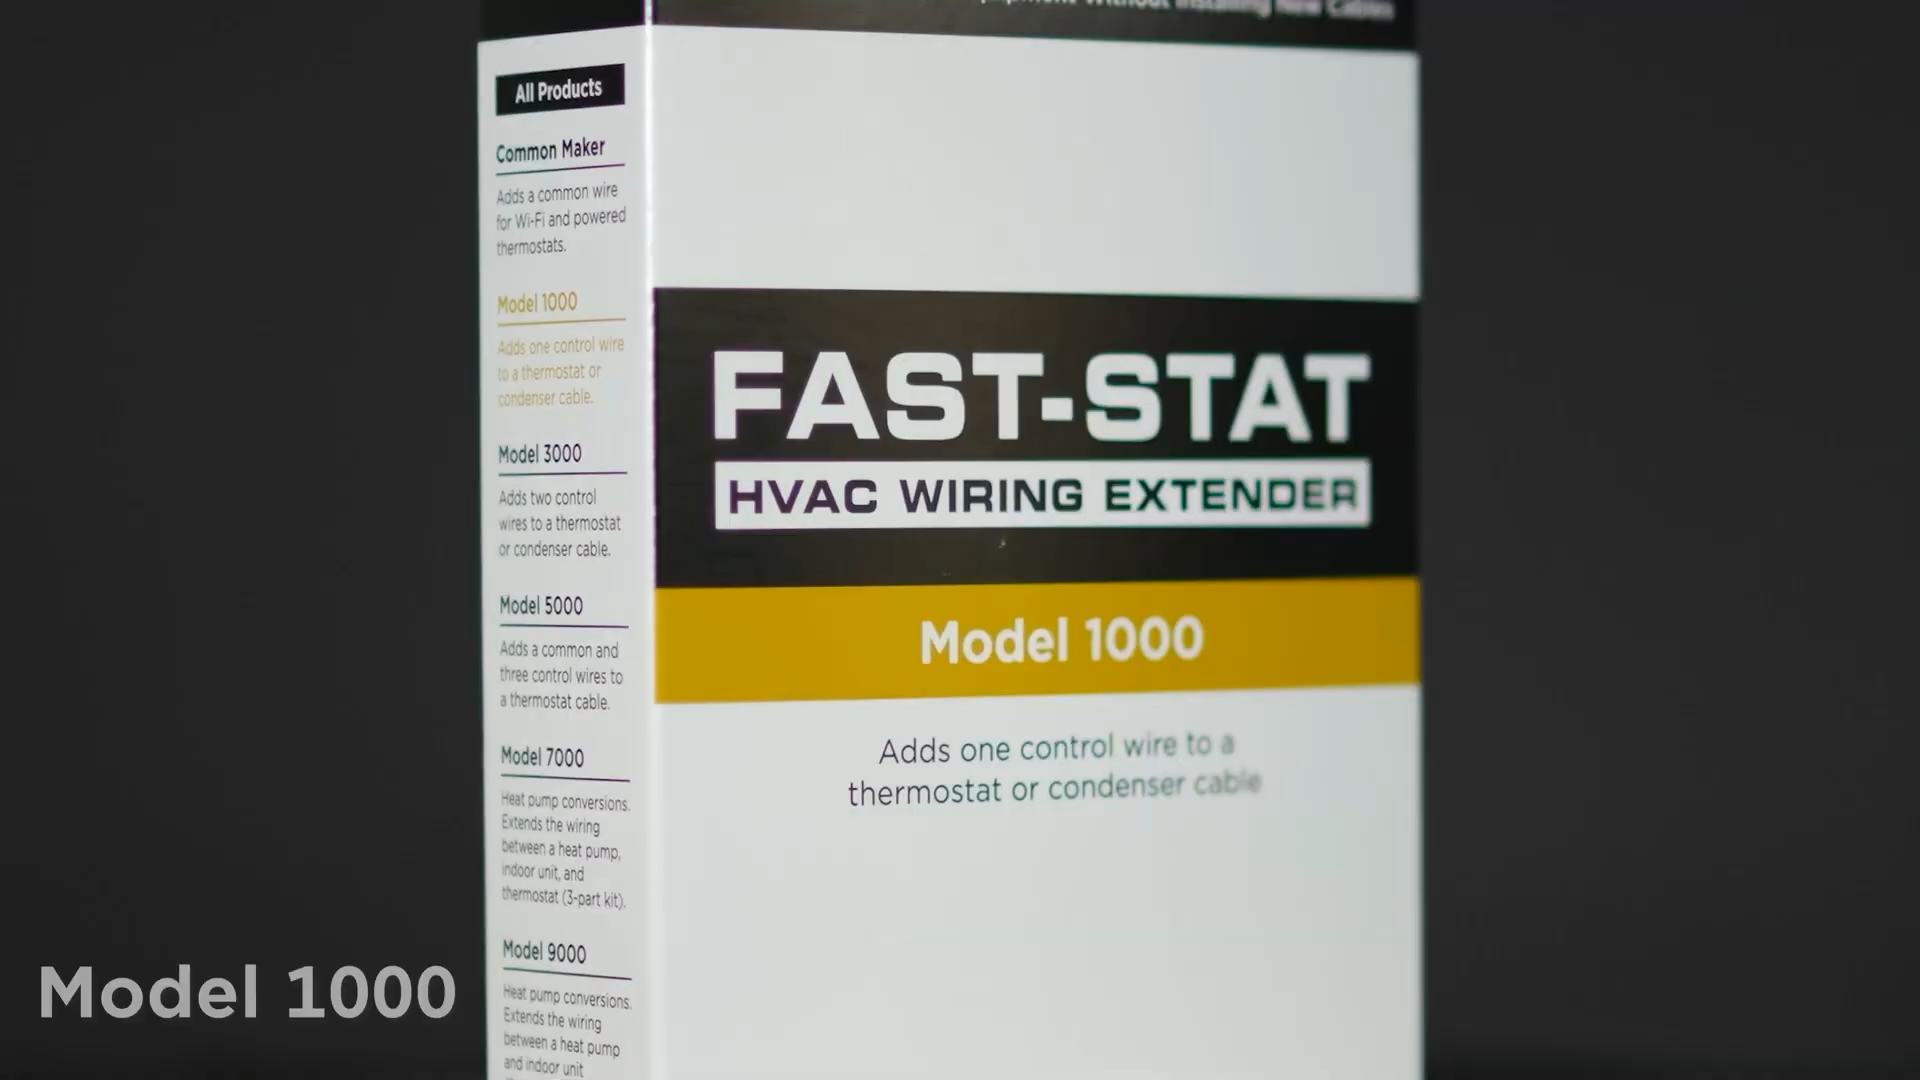 Without Installing New Cables
All Products
Common Maker
Adds a common wire
for Wi-Fi and powered
thermostats.
Model 1000
Adds one control wire
to a thermostat or
condenser cable.
Model 3000
Adds two control
wires to a thermostat
or condenser cable.
Model 5000
Adds a common and
three control wires to
a thermostat cable.
Model 7000
Heat pump conversions.
Extends the wiring
between a heat pump,
indoor unit, and
thermostat (3-part kit).
Model 9000
Heat pump conversions.
Extends the wiring
between a heat pump
and indoor unit
FAST-STAT
HVAC WIRING EXTENDER
Model 1000
Adds one control wire to a
thermostat or condenser cable
Model 1000